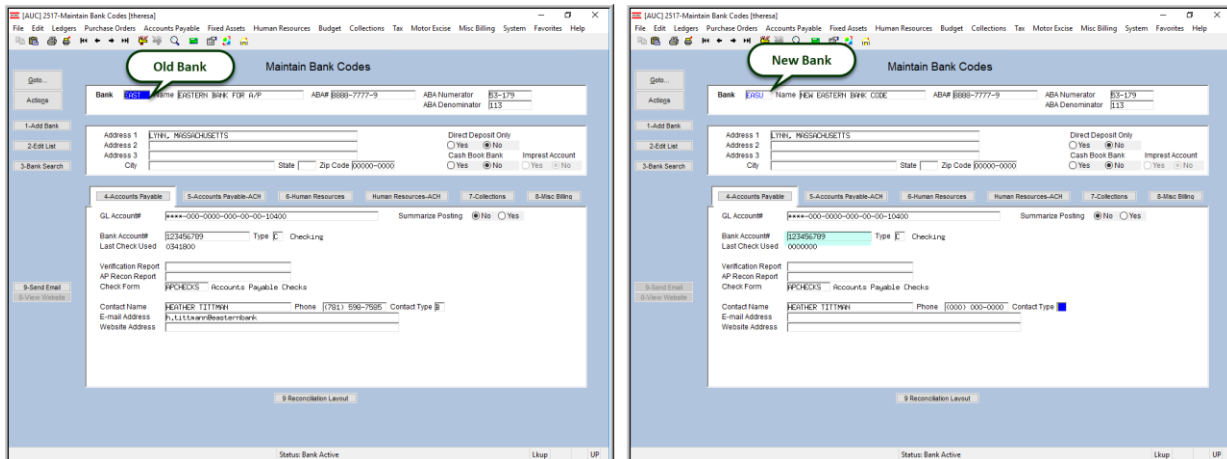 [AUC] 2517-Maintain Bank Codes [theresa]
File Edit Ledgers Purchase Orders Accounts Payable Fixed Assets Human Resources Budget Collections Tax Motor Excise Misc Billing System Favorites Help
Old Bank
Maintain Bank Codes
Goto...
Actions
Bank EAST Name EASTERN BANK FOR A/P ABA# 8888-7777-9 ABA Numerator 53-179
ABA Denominator 113
1-Add Bank
2-Edit List
3-Bank Search
Address 1 LYNN, MASSACHUSETTS Direct Deposit Only
Address 2 Yes No
Address 3 Cash Book Bank Imprest Account
City State Zip Code 00000-0000 Yes No Yes No
4-Accounts Payable 5-Accounts Payable-ACH 6-Human Resources Human Resources-ACH 7-Collections 8-Misc Billing
GL Account# ****-000-0000-000-00-00-10400 Summarize Posting No Yes
Bank Account# 123456789 Type C Checking
Last Check Used 0341800
Verification Report
AP Recon Report
Check Form APCHECKS Accounts Payable Checks
9-Send Email
9-View Website
Contact Name HEATHER TITTMAN Phone (781) 598-7585 Contact Type
E-mail Address h.tittmann@easternbank
Website Address
9 Reconciliation Layout
Status: Bank Active Lkup UP
[AUC] 2517-Maintain Bank Codes [theresa]
File Edit Ledgers Purchase Orders Accounts Payable Fixed Assets Human Resources Budget Collections Tax Motor Excise Misc Billing System Favorites Help
New Bank
Maintain Bank Codes
Goto...
Actions
Bank EASU Name NEW EASTERN BANK CODE ABA# 8888-7777-9 ABA Numerator 53-179
ABA Denominator 113
1-Add Bank
2-Edit List
3-Bank Search
Address 1 LYNN, MASSACHUSETTS Direct Deposit Only
Address 2 Yes No
Address 3 Cash Book Bank Imprest Account
City State Zip Code 00000-0000 Yes No Yes No
4-Accounts Payable 5-Accounts Payable-ACH 6-Human Resources Human Resources-ACH 7-Collections 8-Misc Billing
GL Account# ****-000-0000-000-00-00-10400 Summarize Posting No Yes
Bank Account# 123456789 Type C Checking
Last Check Used 0000000
Verification Report
AP Recon Report
Check Form APCHECKS Accounts Payable Checks
9-Send Email
9-View Website
Contact Name HEATHER TITTMAN Phone (000) 000-0000 Contact Type
E-mail Address
Website Address
9 Reconciliation Layout
Status: Bank Active Lkup UP